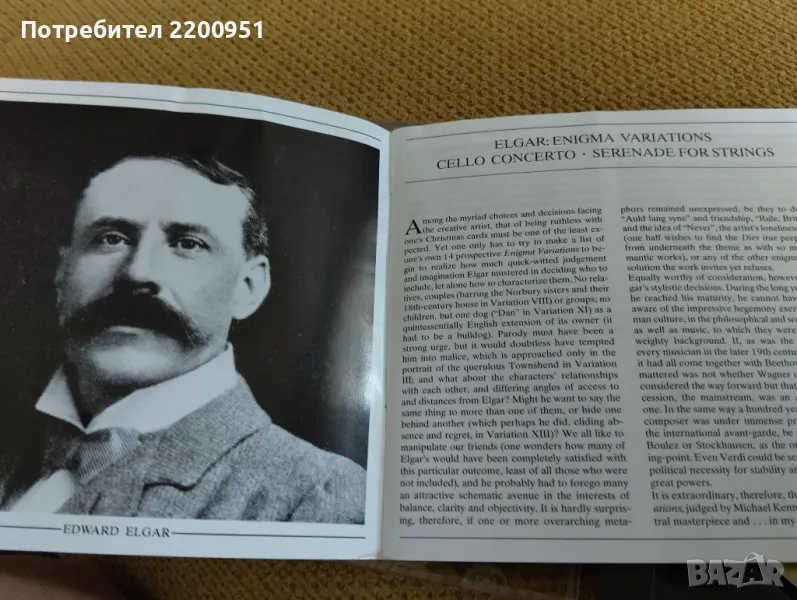 Потребител 2200951
EDWARD ELGAR
ELGAR: ENIGMA VARIATIONS
CELLO CONCERTO · SERENADE FOR STRINGS
Among the myriad choices and decisions facing
the creative artist, that of being ruthless with
one's Christmas cards must be one of the least ex-
pected. Yet one only has to try to make a list of
one's own 14 prospective Enigma Variations to be-
gin to realize how much quick-witted judgement
and imagination Elgar mustered in deciding who to
include, let alone how to characterize them. No rela-
tives, couples (barring the Norbury sisters and their
18th-century house in Variation VIII) or groups; no
children, but one dog ("Dan" in Variation XI) as a
quintessentially English extension of its owner (it
had to be a bulldog). Parody must have been a
strong urge, but it would doubtless have tempted
him into malice, which is approached only in the
portrait of the querulous Townshend in Variation
III; and what about the characters' relationships
with each other, and differing angles of access to
and distances from Elgar? Might he want to say the
same thing to more than one of them, or hide one
behind another (which perhaps he did, eliding ab-
sence and regret, in Variation XIII)? We all like to
manipulate our friends (one wonders how many of
Elgar's would have been completely satisfied with
this particular outcome, least of all those who were
not included), and he probably had to forego many
an attractive schematic avenue in the interests of
balance, clarity and objectivity. It is hardly surpris-
ing, therefore, if one or more overarching meta-
phors remained unexpressed, be they to do
"Auld lang syne" and friendship, "Rule, Brit
and the idea of "Never", the artist's loneliness
(one half wishes to find the Dies irae peep
from underneath the theme as with so m
mantic works), or any of the other enigm
solution the work invites yet refuses.
Equally worthy of consideration, howev
gar's stylistic decisions. During the long ye
he reached his maturity, he cannot hav
aware of the impressive hegemony exer
man culture, in the philosophical and so
as well as music, to which they were
weighty background. If, as was the
every musician in the later 19th centu
it had all come together with Beethov
mattered was not whether Wagner o
considered the way forward but that
cession, the mainstream, was an
one. In the same way a hundred yea
composer was under immense pr
the international avant-garde, be
Boulez or Stockhausen, as the on
ing-point. Even Verdi could be se
political necessity for stability an
great powers.
It is extraordinary, therefore, th
ations, judged by Michael Kenn
tral masterpiece and . . . in my
BAZAR